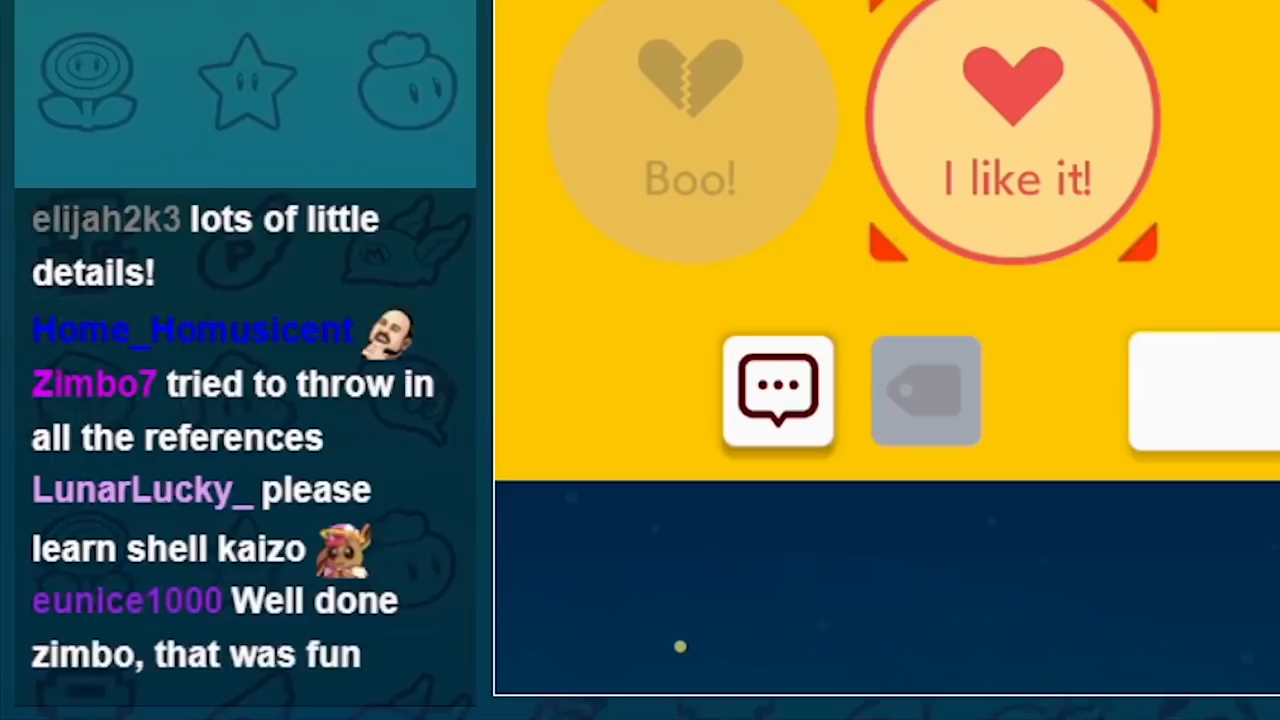 elijah2k3 lots of little
details!
Home_Homusicent
Zimbo7 tried to throw in
all the references
LunarLucky_ please
learn shell kaizo
eunice1000 Well done
zimbo, that was fun
Boo!
I like it!